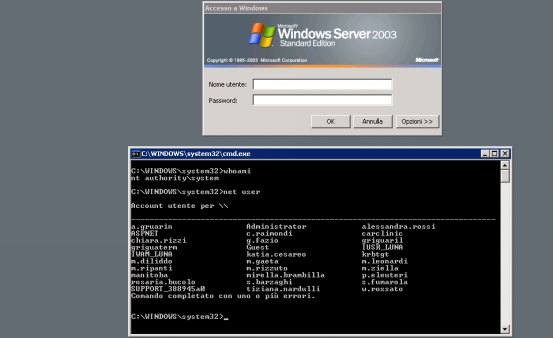 Accesso a Windows
Microsoft
Windows Server 2003
Standard Edition
Copyright © 1985-2003 Microsoft Corporation
Microsoft
Nome utente:
Password:
OK Annulla Opzioni >>
C:\WINDOWS\system32\cmd.exe
C:\WINDOWS\system32>whoami
nt authority\system
C:\WINDOWS\system32>net user
Account utente per \\
a.gruarin Administrator alessandra.rossi
ASPNET c.raimondi carclinic
chiara.rizzi g.fazio griguaril
griguaterm Guest IUSR_LUNA
IWAM_LUNA katia.cesareo krbtgt
m.diliddo m.gaeta m.leonardi
m.ripanti m.rizzuto m.ziella
manitoba mirella.brambilla p.eleuteri
rosaria.bucolo s.barzaghi s.fumarola
SUPPORT_388945a0 tiziana.nardulli w.rossato
Comando completato con uno o più errori.
C:\WINDOWS\system32>_